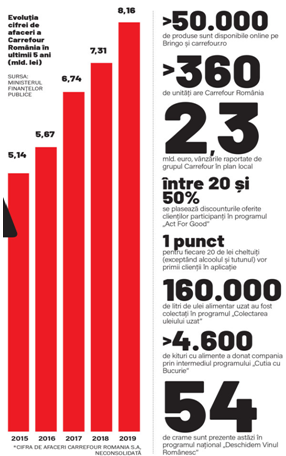 Evoluția
cifrei de
afaceri a
Carrefour
România în
ultimii 5 ani
(mld. lei)
SURSA:
MINISTERUL
FINANȚELOR
PUBLICE
8,16
7,31
6,74
5,67
5,14
2015 2016 2017 2018 2019
*CIFRA DE AFACERI CARREFOUR ROMANIA S.A,
NECONSOLIDATĂ
>50.000
de produse sunt disponibile online pe
Bringo și carrefour.ro
>360
de unități are Carrefour România
2,3
mld. euro, vânzările raportate de
grupul Carrefour în plan local
între 20 și
50%
se plasează discounturile oferite
clienților participanți în programul
„Act For Good”
1 punct
pentru fiecare 20 de lei cheltuiți
(exceptând alcoolul și tutunul) vor
primii clienții în aplicație
160.000
de litri de ulei alimentar uzat au fost
colectați în programul „Colectarea
uleiului uzat”
>4.600
de kituri cu alimente a donat compania
prin intermediul programului „Cutia cu
Bucurie”
54
de crame sunt prezente astăzi în
programul național „Deschidem Vinul
Românesc”